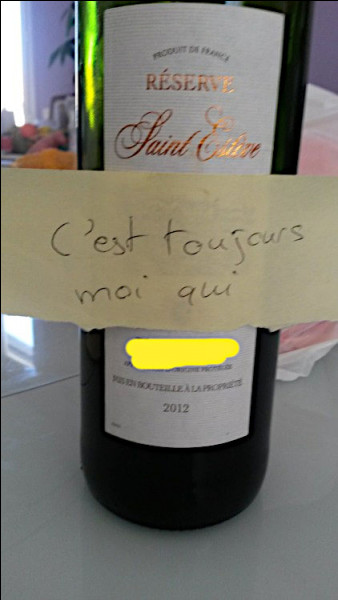 PRODUIT DE FRANCE
RÉSERVE
Saint Estève
C'est toujours
moi qui
MIS EN BOUTEILLE À LA PROPRIÉTÉ
2012